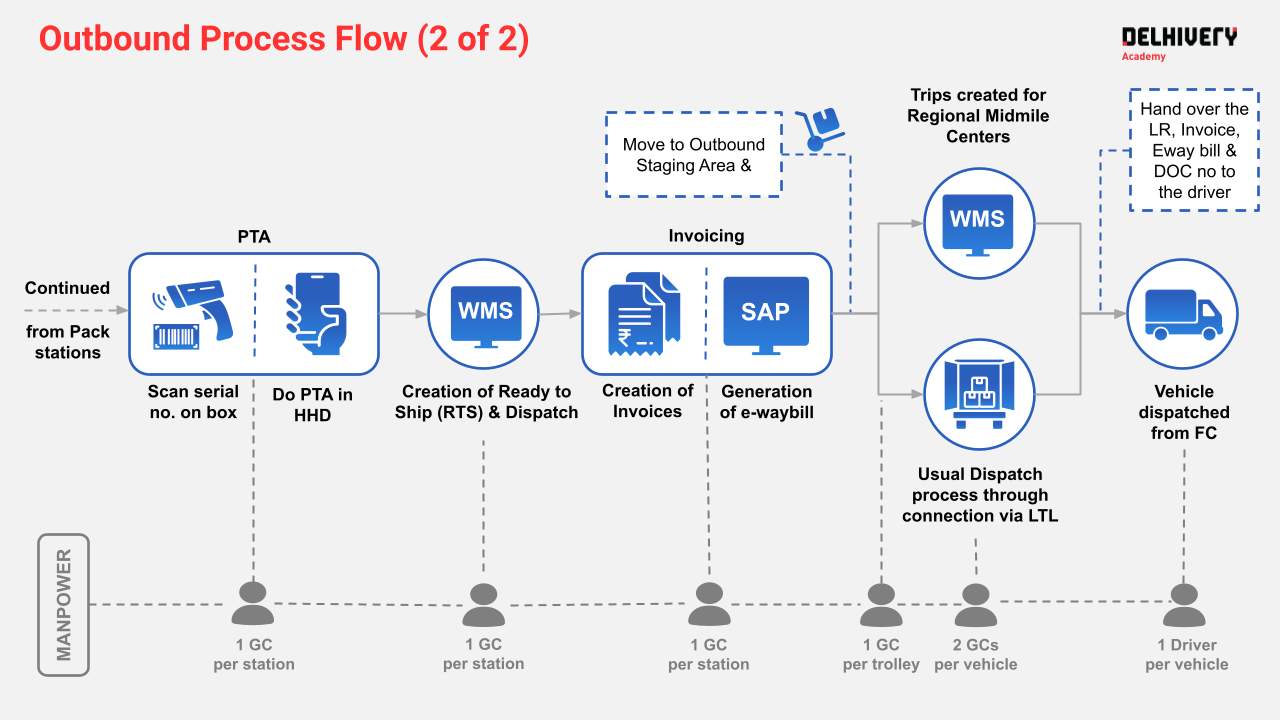 Outbound Process Flow (2 of 2)
DELHIVERY
Academy
Trips created for
Regional Midmile
Centers
Hand over the
LR, Invoice,
Eway bill &
DOC no to
the driver
Move to Outbound
Staging Area &
WMS
PTA
Invoicing
Continued
from Pack
stations
WMS
₹
SAP
Scan serial
no. on box
Do PTA in
HHD
Creation of Ready to
Ship (RTS) & Dispatch
Creation of
Invoices
Generation
of e-waybill
Vehicle
dispatched
from FC
Usual Dispatch
process through
connection via LTL
MANPOWER
1 GC
per station
1 GC
per station
1 GC
per station
1 GC
per trolley
2 GCs
per vehicle
1 Driver
per vehicle